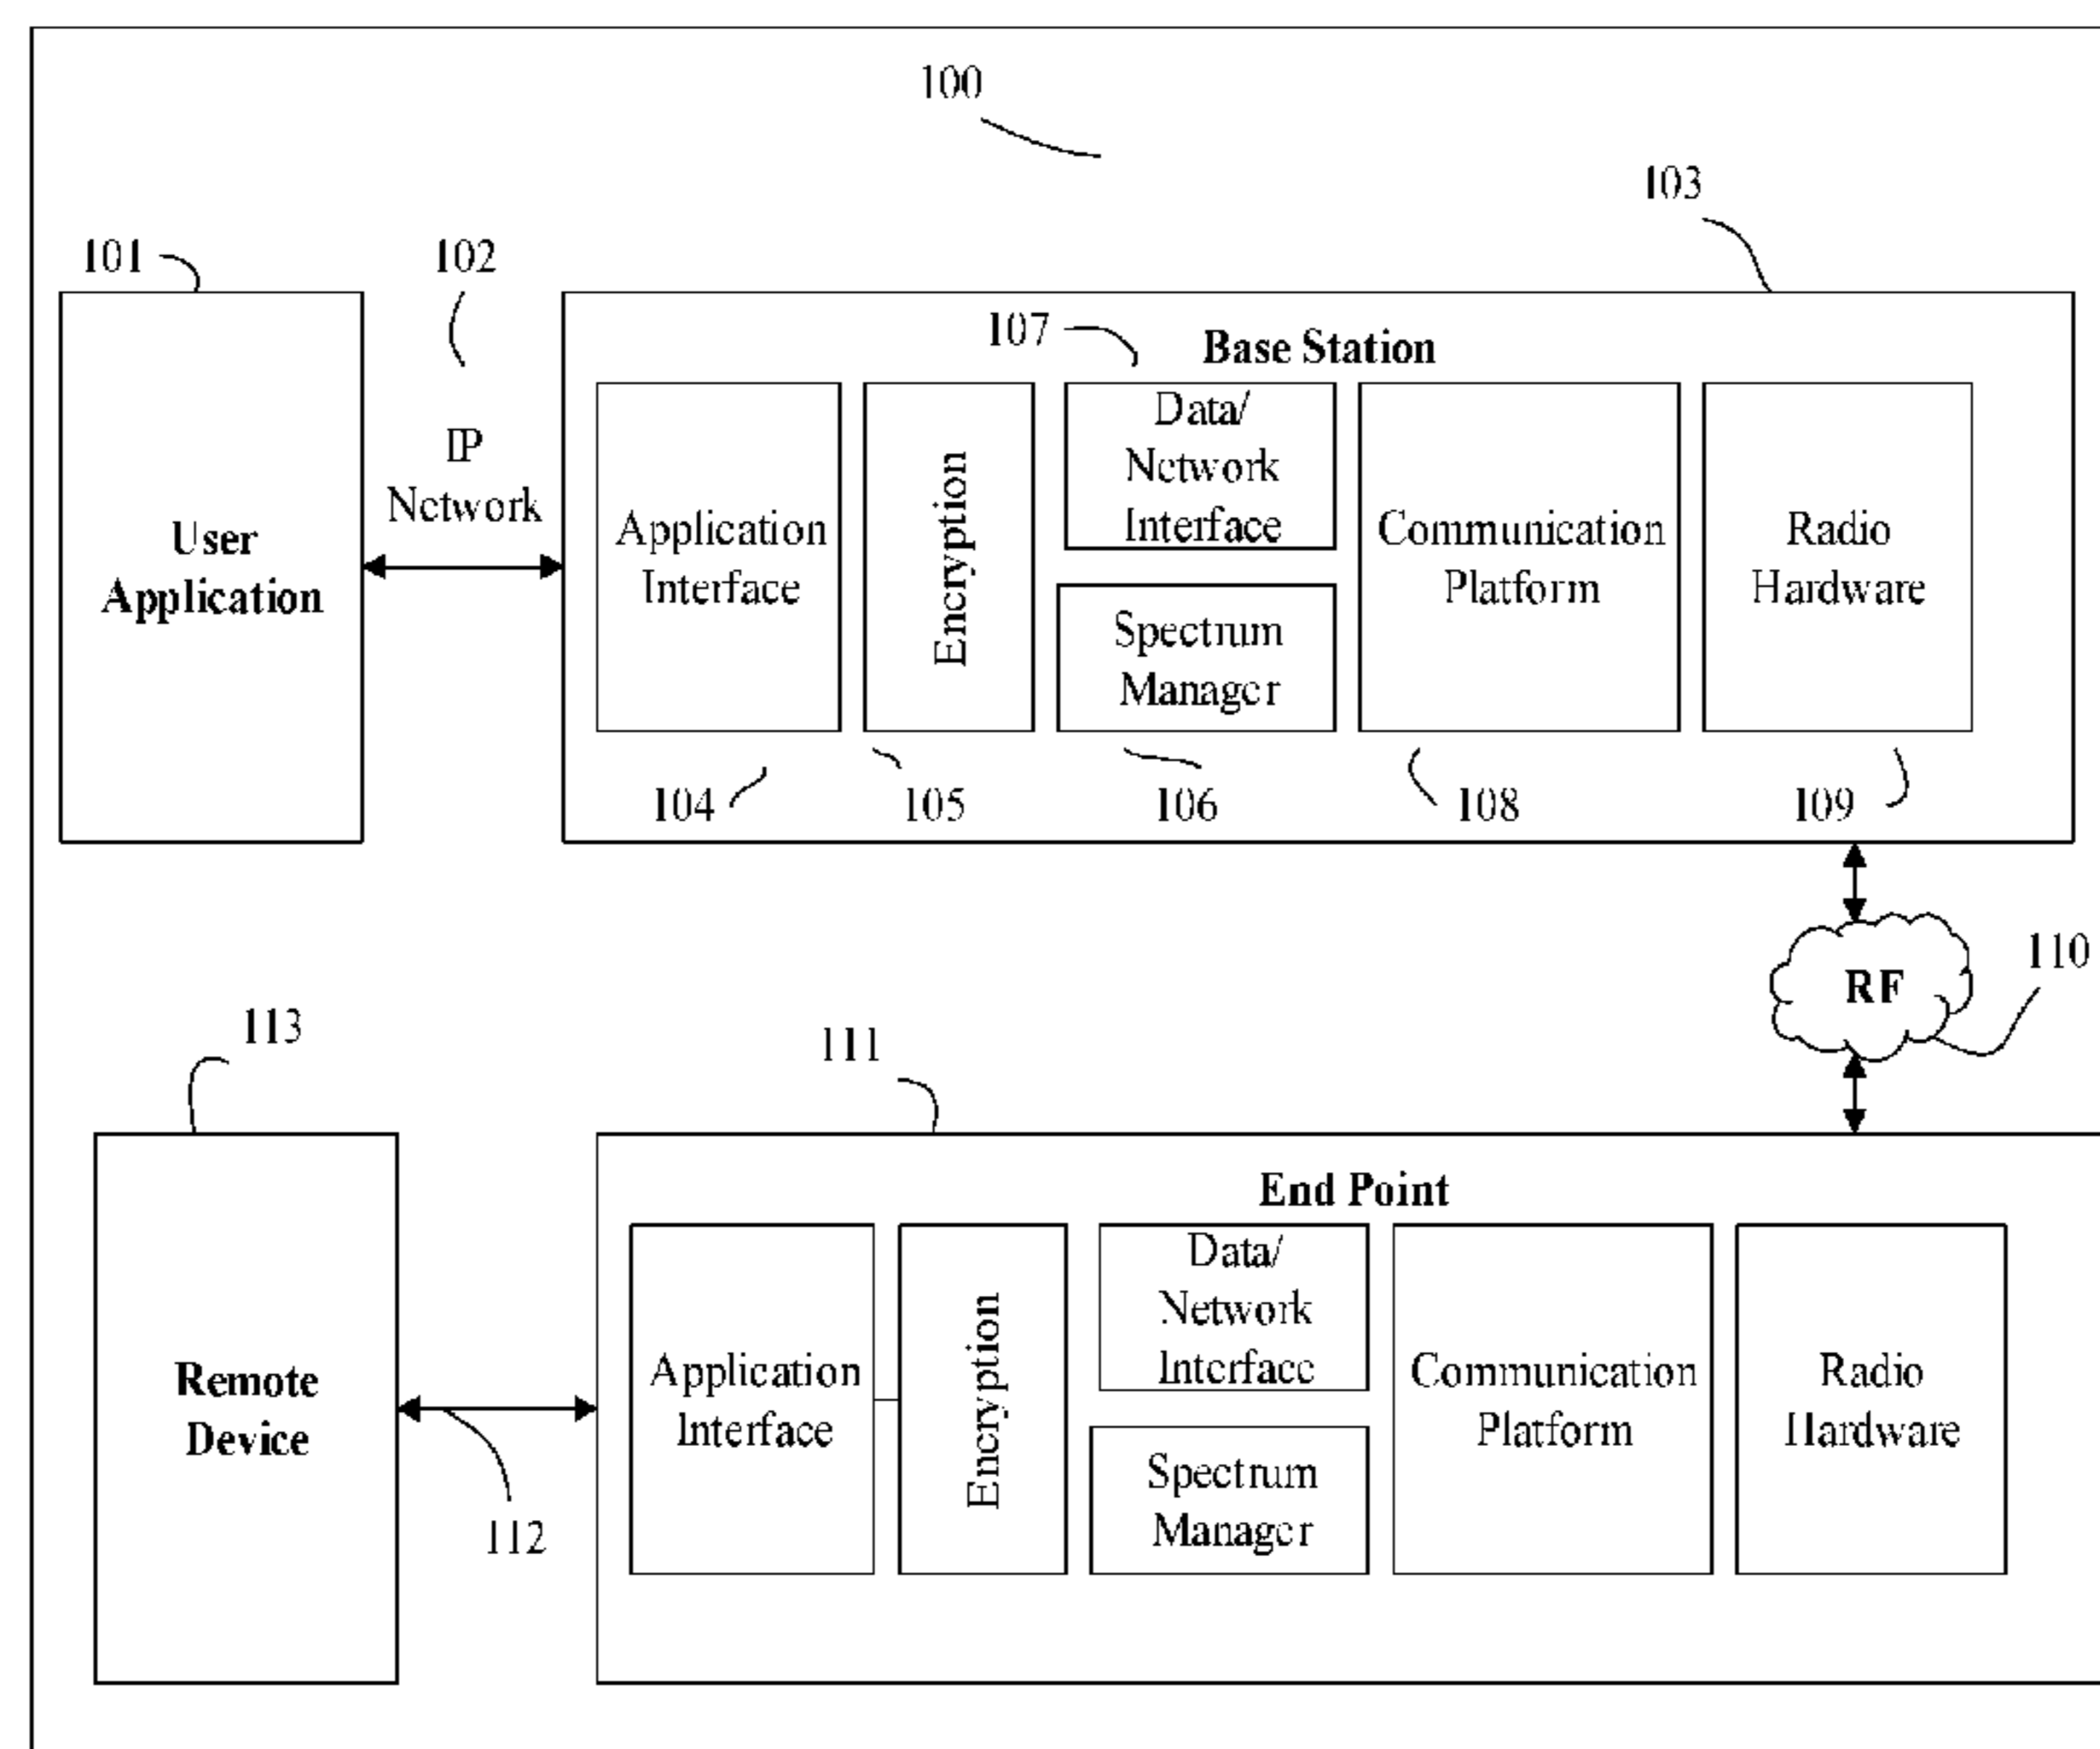 100
103
101
102
107
Base Station
IP
Network
User
Application
Application
Interface
Encryption
Data/
Network
Interface
Spectrum
Manager
Communication
Platform
Radio
Hardware
104
105
106
108
109
RF
110
113
111
End Point
Remote
Device
112
Application
Interface
Encryption
Data/
Network
Interface
Spectrum
Manager
Communication
Platform
Radio
Hardware